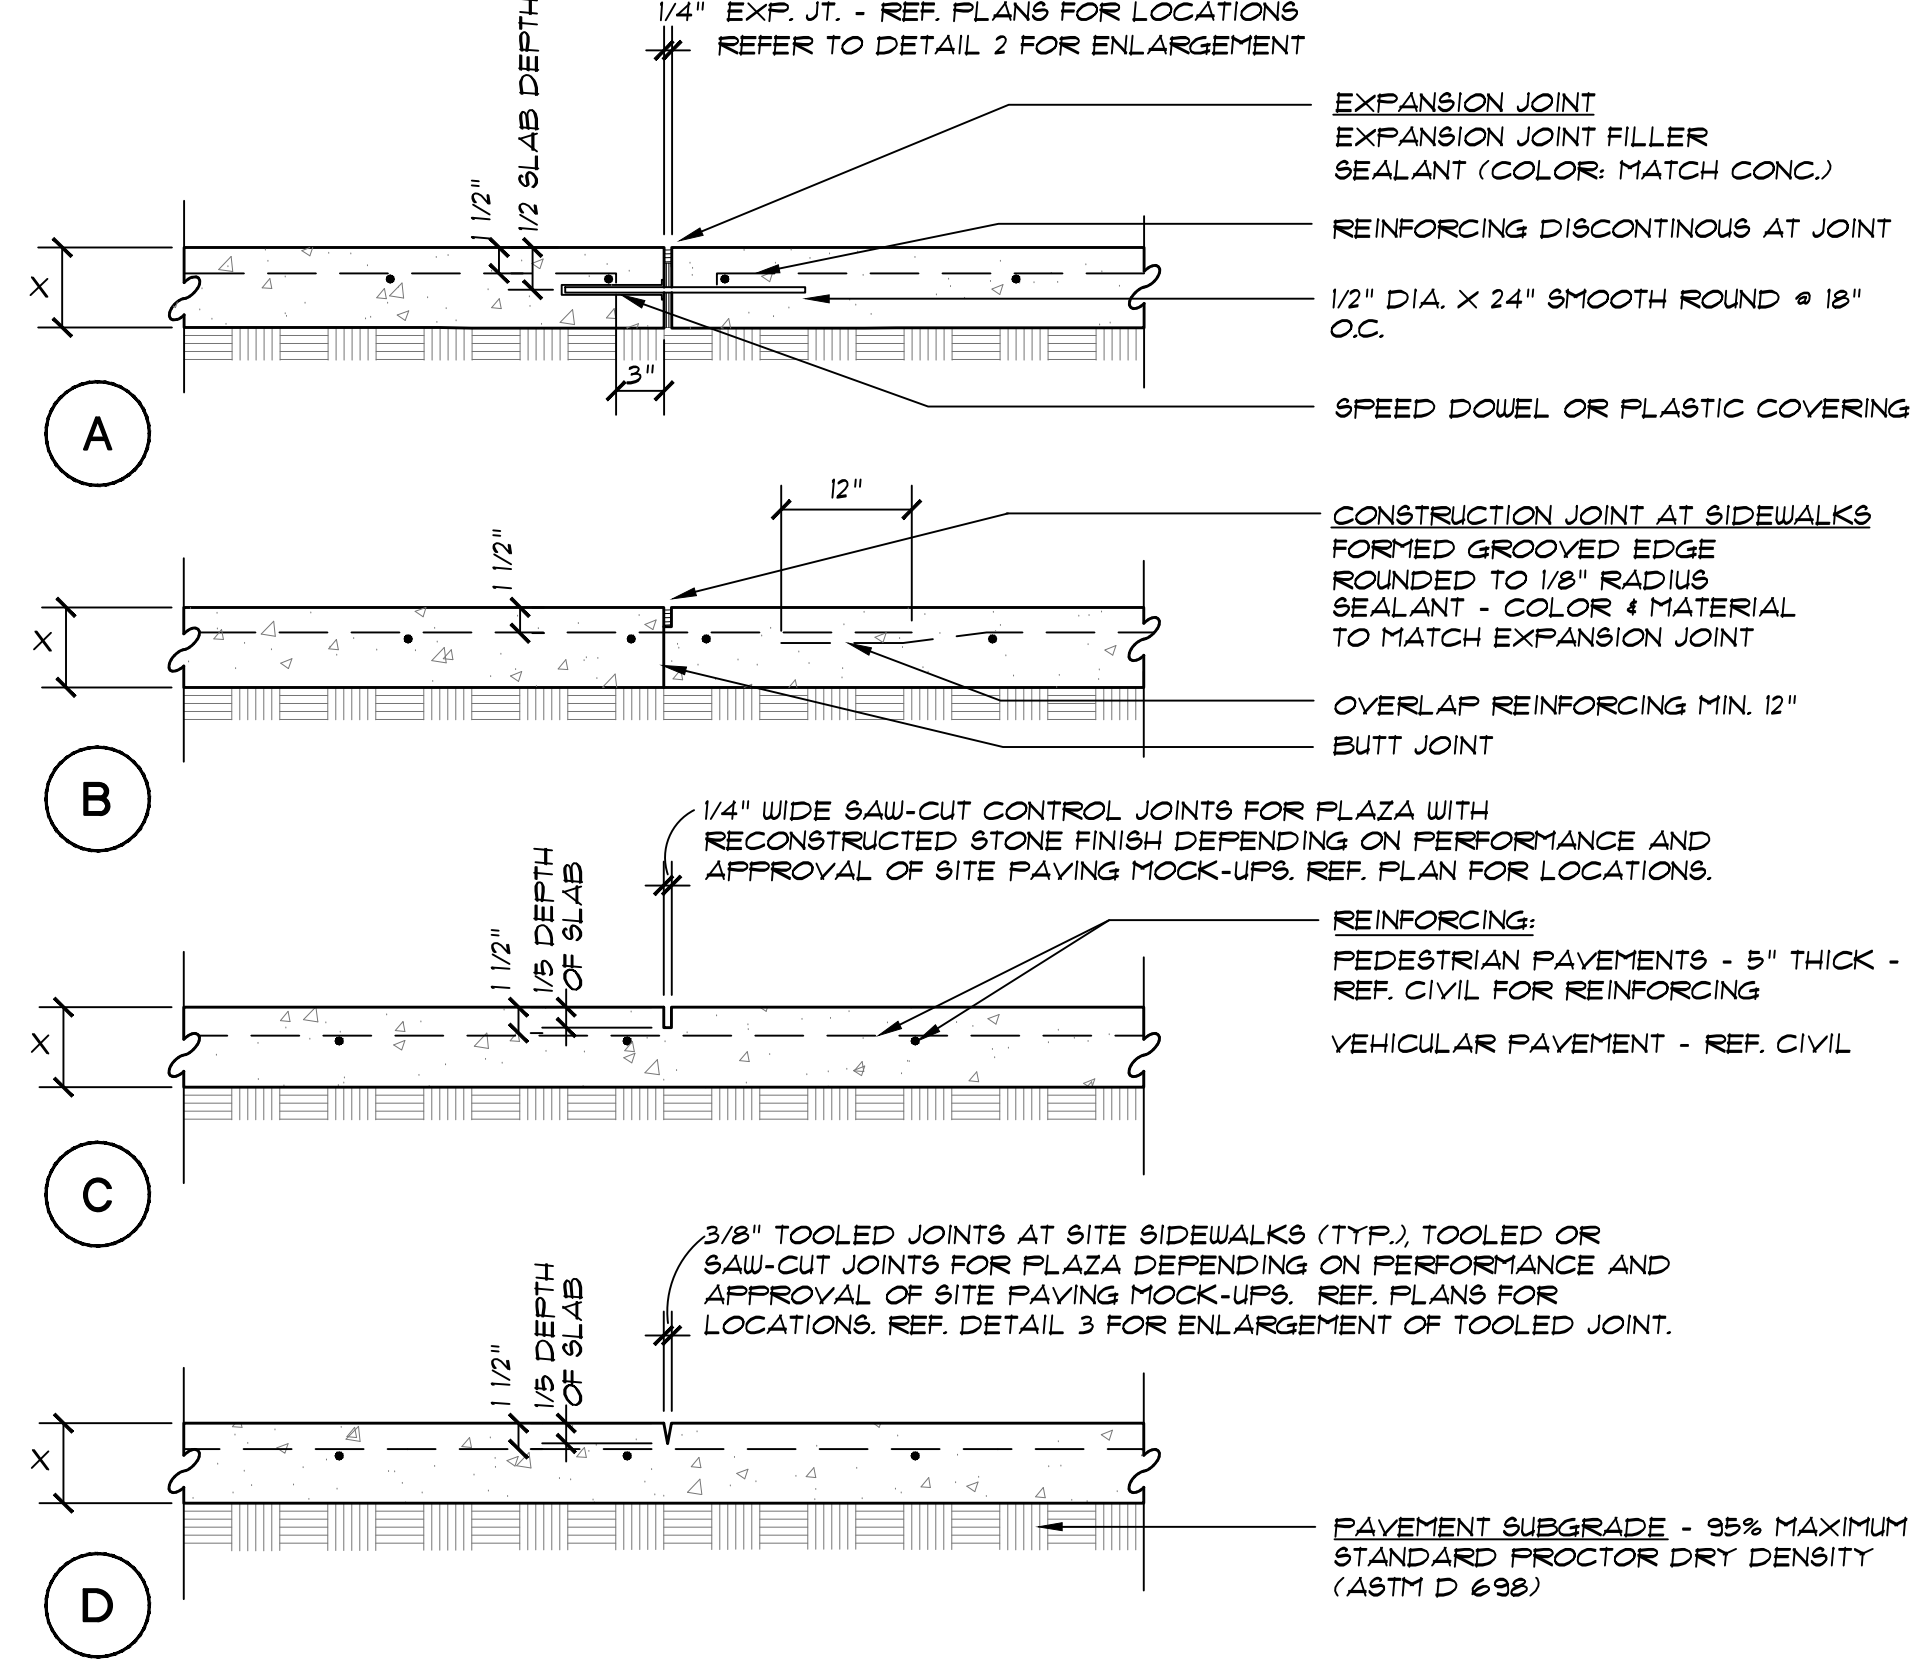 1/4" EXP. JT. - REF. PLANS FOR LOCATIONS
REFER TO DETAIL 2 FOR ENLARGEMENT
1/2 SLAB DEPTH
1 1/2"
EXPANSION JOINT
EXPANSION JOINT FILLER
SEALANT (COLOR: MATCH CONC.)
REINFORCING DISCONTINOUS AT JOINT
X
1/2" DIA. X 24" SMOOTH ROUND @ 18"
O.C.
3"
SPEED DOWEL OR PLASTIC COVERING
A
12"
1 1/2"
CONSTRUCTION JOINT AT SIDEWALKS
FORMED GROOVED EDGE
ROUNDED TO 1/8" RADIUS
SEALANT - COLOR & MATERIAL
TO MATCH EXPANSION JOINT
X
OVERLAP REINFORCING MIN. 12"
BUTT JOINT
B
1/4" WIDE SAW-CUT CONTROL JOINTS FOR PLAZA WITH
RECONSTRUCTED STONE FINISH DEPENDING ON PERFORMANCE AND
APPROVAL OF SITE PAVING MOCK-UPS. REF. PLAN FOR LOCATIONS.
1 1/2"
1/5 DEPTH
OF SLAB
REINFORCING:
PEDESTRIAN PAVEMENTS - 5" THICK -
REF. CIVIL FOR REINFORCING
VEHICULAR PAVEMENT - REF. CIVIL
X
C
3/8" TOOLED JOINTS AT SITE SIDEWALKS (TYP.), TOOLED OR
SAW-CUT JOINTS FOR PLAZA DEPENDING ON PERFORMANCE AND
APPROVAL OF SITE PAVING MOCK-UPS. REF. PLANS FOR
LOCATIONS. REF. DETAIL 3 FOR ENLARGEMENT OF TOOLED JOINT.
1 1/2"
1/5 DEPTH
OF SLAB
X
PAVEMENT SUBGRADE - 95% MAXIMUM
STANDARD PROCTOR DRY DENSITY
(ASTM D 698)
D